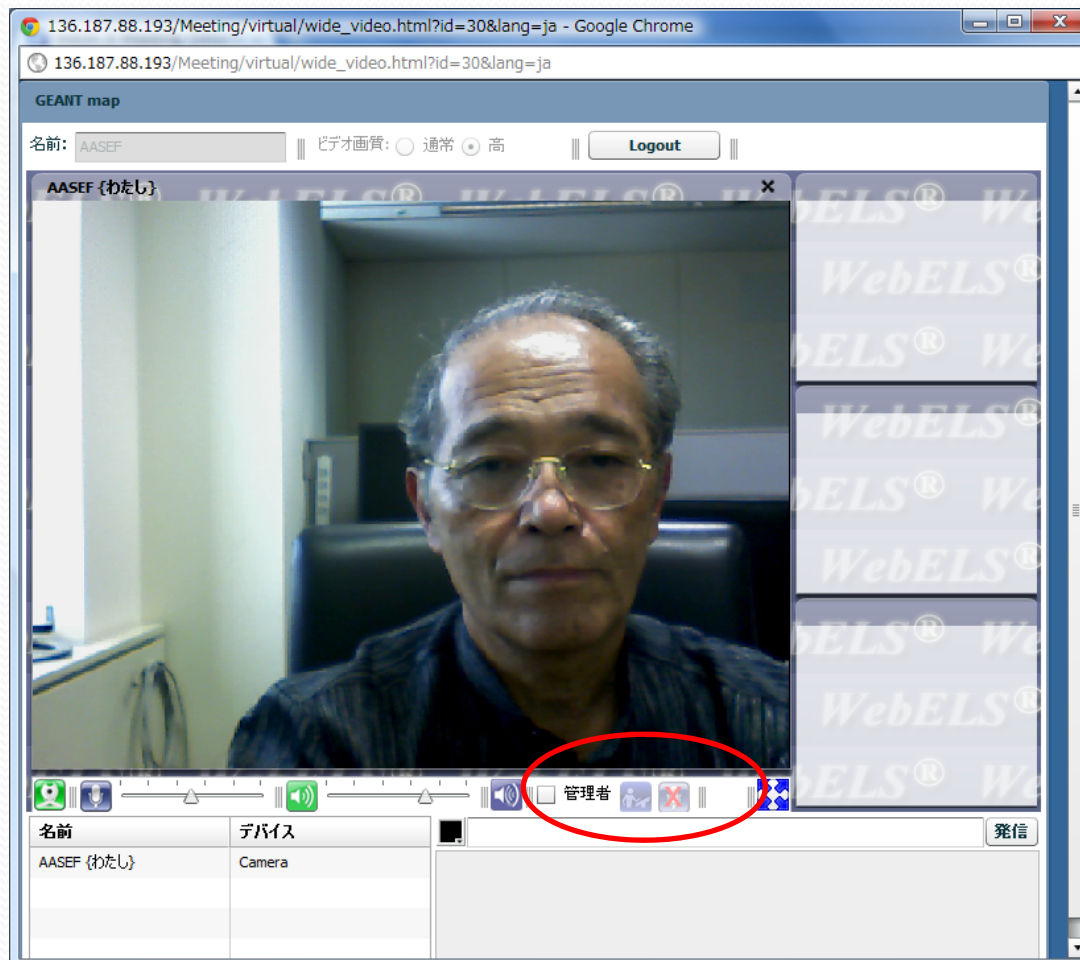 136.187.88.193/Meeting/virtual/wide_video.html?id=30&lang=ja - Google Chrome
136.187.88.193/Meeting/virtual/wide_video.html?id=30&lang=ja
GEANT map
名前: AASEF ビデオ画質: 通常 高 Logout
AASEF {わたし}
WebELS®
WebELS®
WebELS®
WebELS®
管理者
名前 デバイス 発信
AASEF {わたし} Camera